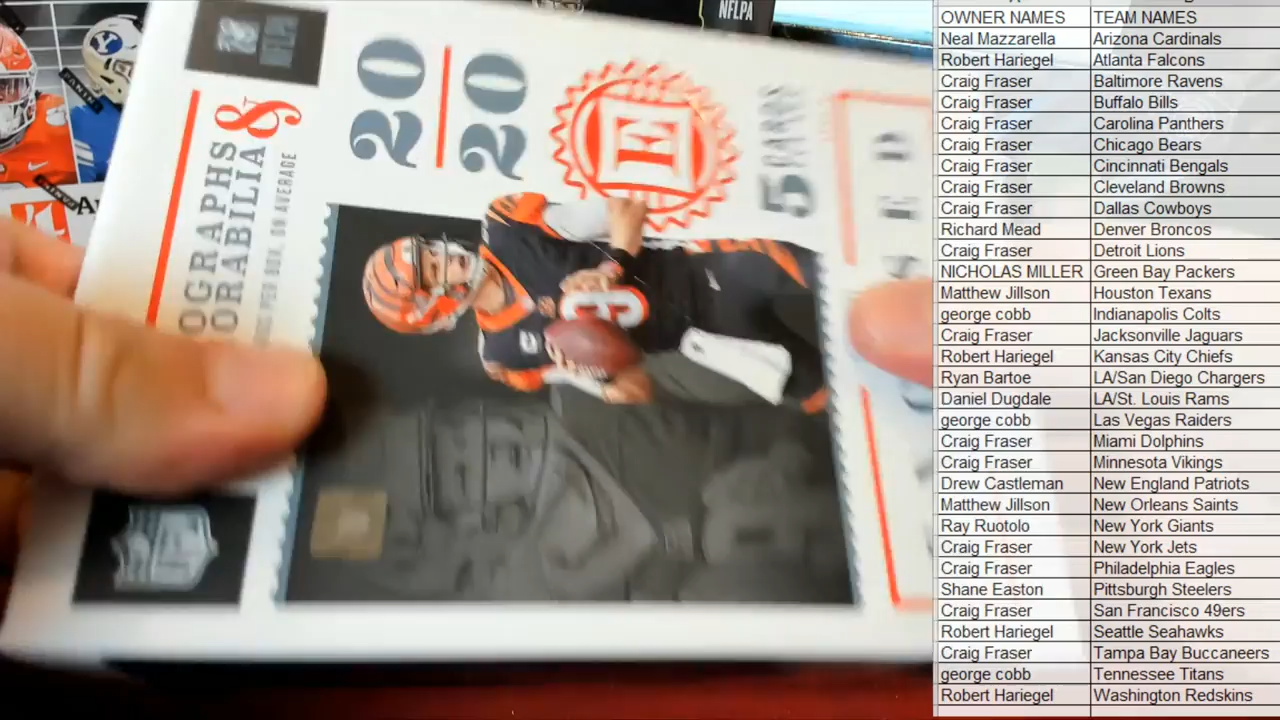 NFLPA
20
20
E
5 CARDS
&
OGRAPHS
ORABILIA
PER BOX, ON AVERAGE
NFL
9
C
OWNER NAMES TEAM NAMES
Neal Mazzarella Arizona Cardinals
Robert Hariegel Atlanta Falcons
Craig Fraser Baltimore Ravens
Craig Fraser Buffalo Bills
Craig Fraser Carolina Panthers
Craig Fraser Chicago Bears
Craig Fraser Cincinnati Bengals
Craig Fraser Cleveland Browns
Craig Fraser Dallas Cowboys
Richard Mead Denver Broncos
Craig Fraser Detroit Lions
NICHOLAS MILLER Green Bay Packers
Matthew Jillson Houston Texans
george cobb Indianapolis Colts
Craig Fraser Jacksonville Jaguars
Robert Hariegel Kansas City Chiefs
Ryan Bartoe LA/San Diego Chargers
Daniel Dugdale LA/St. Louis Rams
george cobb Las Vegas Raiders
Craig Fraser Miami Dolphins
Craig Fraser Minnesota Vikings
Drew Castleman New England Patriots
Matthew Jillson New Orleans Saints
Ray Ruotolo New York Giants
Craig Fraser New York Jets
Craig Fraser Philadelphia Eagles
Shane Easton Pittsburgh Steelers
Craig Fraser San Francisco 49ers
Robert Hariegel Seattle Seahawks
Craig Fraser Tampa Bay Buccaneers
george cobb Tennessee Titans
Robert Hariegel Washington Redskins